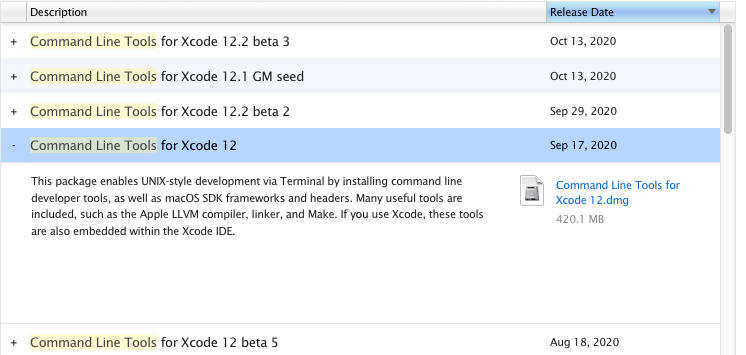 Description Release Date
+ Command Line Tools for Xcode 12.2 beta 3 Oct 13, 2020
+ Command Line Tools for Xcode 12.1 GM seed Oct 13, 2020
+ Command Line Tools for Xcode 12.2 beta 2 Sep 29, 2020
- Command Line Tools for Xcode 12 Sep 17, 2020
This package enables UNIX-style development via Terminal by installing command line
developer tools, as well as macOS SDK frameworks and headers. Many useful tools are
included, such as the Apple LLVM compiler, linker, and Make. If you use Xcode, these tools
are also embedded within the Xcode IDE.
Command Line Tools for
Xcode 12.dmg
420.1 MB
+ Command Line Tools for Xcode 12 beta 5 Aug 18, 2020